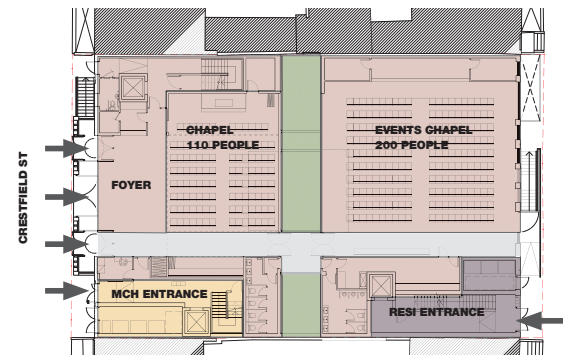 CRESTFIELD ST
CHAPEL
110 PEOPLE
EVENTS CHAPEL
200 PEOPLE
FOYER
MCH ENTRANCE
RESI ENTRANCE